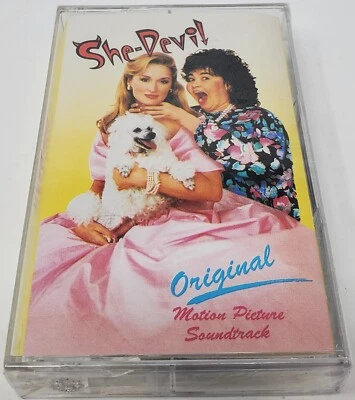 She-Devil
Original
Motion Picture
Soundtrack